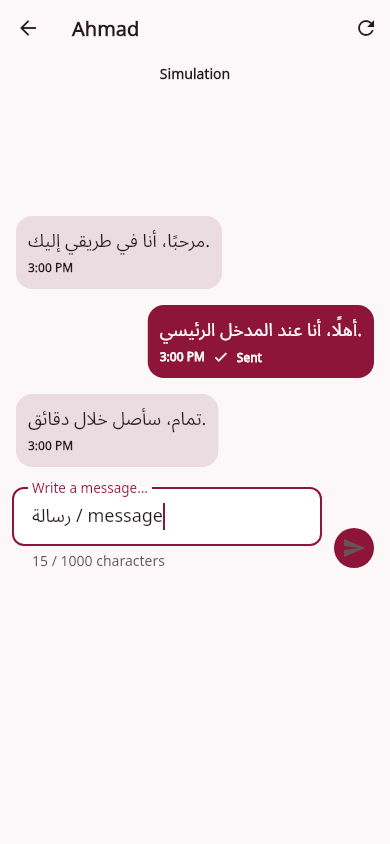 Ahmad
Simulation
مرحبًا، أنا في طريقي إليك.
3:00 PM
أهلًا، أنا عند المدخل الرئيسي.
3:00 PM Sent
تمام، سأصل خلال دقائق.
3:00 PM
Write a message...
رسالة / message
15 / 1000 characters